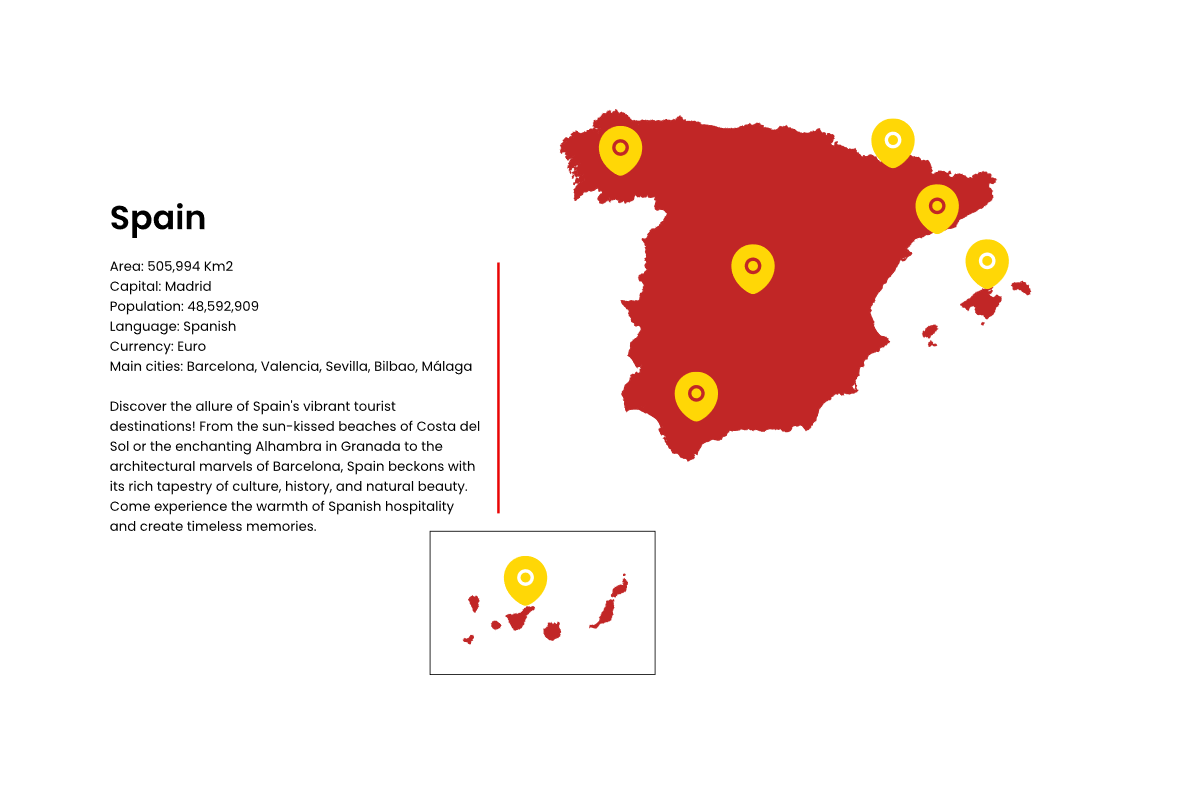 Spain
Area: 505,994 Km2
Capital: Madrid
Population: 48,592,909
Language: Spanish
Currency: Euro
Main cities: Barcelona, Valencia, Sevilla, Bilbao, Málaga
Discover the allure of Spain's vibrant tourist
destinations! From the sun-kissed beaches of Costa del
Sol or the enchanting Alhambra in Granada to the
architectural marvels of Barcelona, Spain beckons with
its rich tapestry of culture, history, and natural beauty.
Come experience the warmth of Spanish hospitality
and create timeless memories.